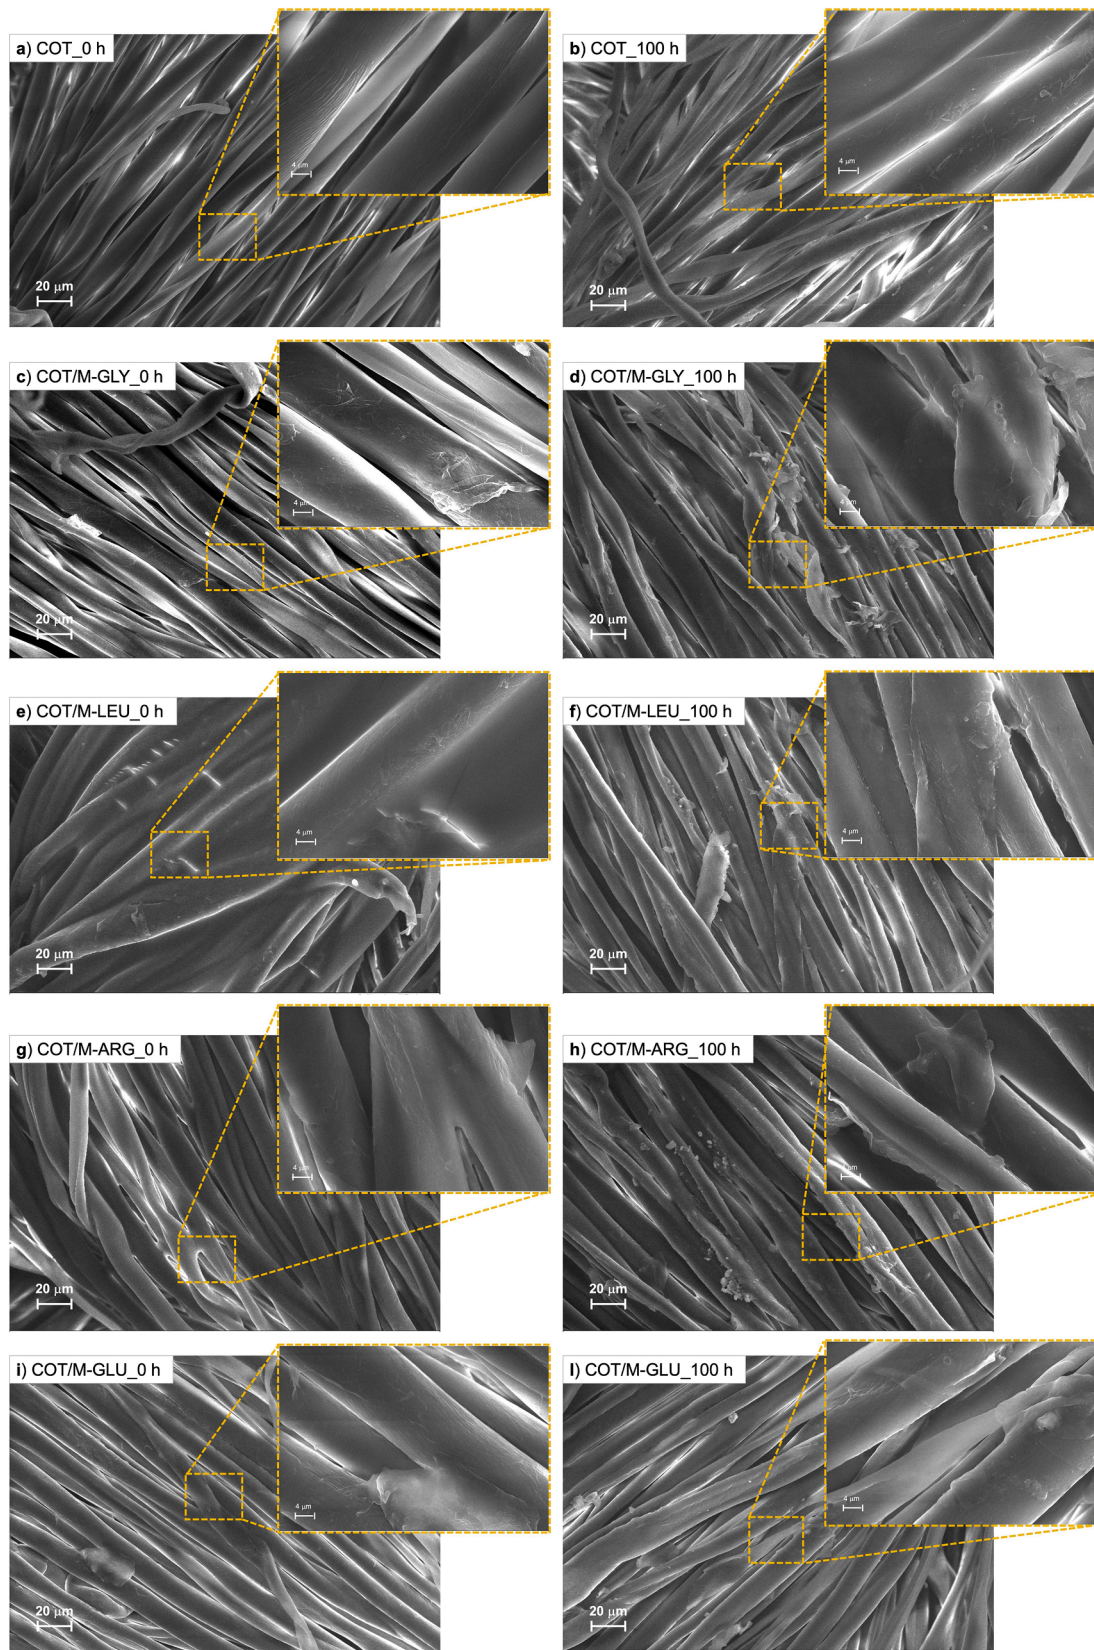 a) COT_0 h
4 µm
20 µm
b) COT_100 h
4 µm
20 µm
c) COT/M-GLY_0 h
4 µm
20 µm
d) COT/M-GLY_100 h
4 µm
20 µm
e) COT/M-LEU_0 h
4 µm
20 µm
f) COT/M-LEU_100 h
4 µm
20 µm
g) COT/M-ARG_0 h
4 µm
20 µm
h) COT/M-ARG_100 h
4 µm
20 µm
i) COT/M-GLU_0 h
4 µm
20 µm
l) COT/M-GLU_100 h
4 µm
20 µm